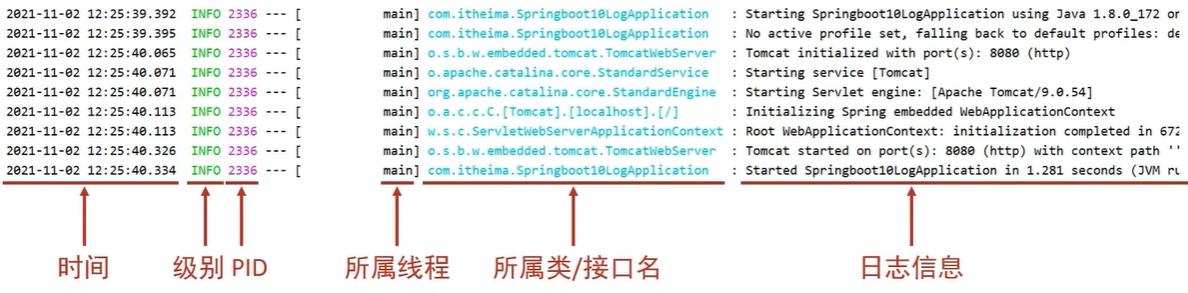 2021-11-02 12:25:39.392 INFO 2336 --- [ main] com.itheima.Springboot10LogApplication : Starting Springboot10LogApplication using Java 1.8.0_172 on
2021-11-02 12:25:39.395 INFO 2336 --- [ main] com.itheima.Springboot10LogApplication : No active profile set, falling back to default profiles: de
2021-11-02 12:25:40.065 INFO 2336 --- [ main] o.s.b.w.embedded.tomcat.TomcatWebServer : Tomcat initialized with port(s): 8080 (http)
2021-11-02 12:25:40.071 INFO 2336 --- [ main] o.apache.catalina.core.StandardService : Starting service [Tomcat]
2021-11-02 12:25:40.071 INFO 2336 --- [ main] org.apache.catalina.core.StandardEngine : Starting Servlet engine: [Apache Tomcat/9.0.54]
2021-11-02 12:25:40.113 INFO 2336 --- [ main] o.a.c.c.C.[Tomcat].[localhost].[/] : Initializing Spring embedded WebApplicationContext
2021-11-02 12:25:40.113 INFO 2336 --- [ main] w.s.c.ServletWebServerApplicationContext : Root WebApplicationContext: initialization completed in 672
2021-11-02 12:25:40.326 INFO 2336 --- [ main] o.s.b.w.embedded.tomcat.TomcatWebServer : Tomcat started on port(s): 8080 (http) with context path ''
2021-11-02 12:25:40.334 INFO 2336 --- [ main] com.itheima.Springboot10LogApplication : Started Springboot10LogApplication in 1.281 seconds (JVM ru
时间 级别 PID 所属线程 所属类/接口名 日志信息